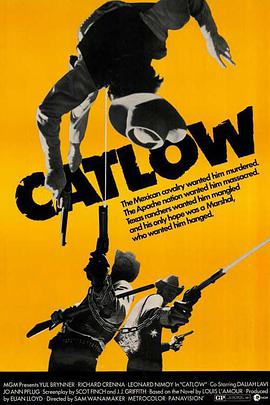 CATLOW
The Mexican cavalry wanted him murdered.
The Apache nation wanted him massacred.
Texas ranchers wanted him mangled
and his only hope was a Marshal,
who wanted him hanged.
MGM Presents YUL BRYNNER RICHARD CRENNA LEONARD NIMOY In "CATLOW" Co-Starring DALIAH LAVI
JO ANN PFLUG Screenplay by SCOT FINCH and J.J. GRIFFITH Based on the Novel by LOUIS L'AMOUR Produced
by EUAN LLOYD Directed by SAM WANAMAKER METROCOLOR PANAVISION GP MGM